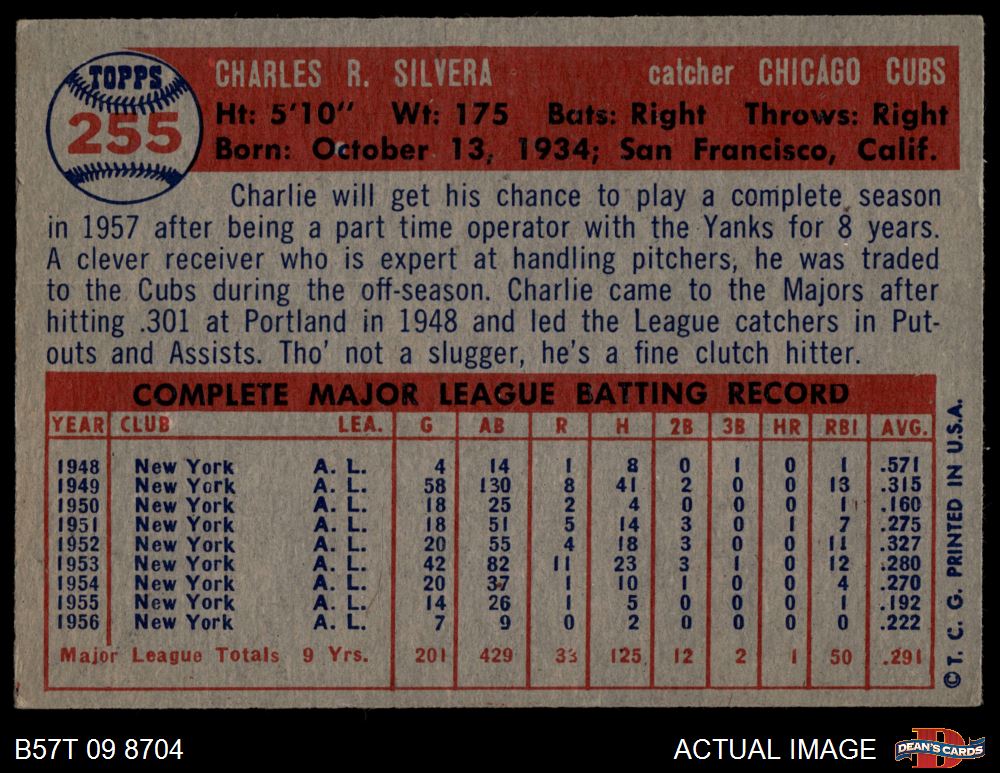 TOPPS
255
CHARLES R. SILVERA catcher CHICAGO CUBS
Ht: 5'10" Wt: 175 Bats: Right Throws: Right
Born: October 13, 1934; San Francisco, Calif.
Charlie will get his chance to play a complete season
in 1957 after being a part time operator with the Yanks for 8 years.
A clever receiver who is expert at handling pitchers, he was traded
to the Cubs during the off-season. Charlie came to the Majors after
hitting .301 at Portland in 1948 and led the League catchers in Put-
outs and Assists. Tho' not a slugger, he's a fine clutch hitter.
COMPLETE MAJOR LEAGUE BATTING RECORD
YEAR CLUB LEA. G AB R H 2B 3B HR RBI AVG.
1948 New York A. L. 4 14 1 8 0 1 0 1 .571
1949 New York A. L. 58 130 8 41 2 0 0 13 .315
1950 New York A. L. 18 25 2 4 0 0 0 1 .160
1951 New York A. L. 18 51 5 14 3 0 1 7 .275
1952 New York A. L. 20 55 4 18 3 0 0 11 .327
1953 New York A. L. 42 82 11 23 3 1 0 12 .280
1954 New York A. L. 20 37 1 10 1 0 0 4 .270
1955 New York A. L. 14 26 1 5 0 0 0 1 .192
1956 New York A. L. 7 9 0 2 0 0 0 0 .222
Major League Totals 9 Yrs. 201 429 33 125 12 2 1 50 .291
© T. C. G. PRINTED IN U.S.A.
B57T 09 8704 ACTUAL IMAGE
DEAN'S CARDS